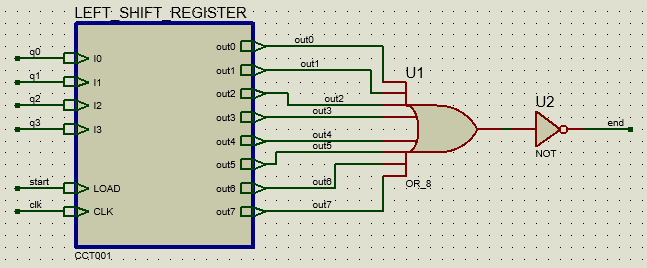 LEFT_SHIFT_REGISTER
q0
q1
q2
q3
start
clk
I0
I1
I2
I3
LOAD
CLK
out0
out1
out2
out3
out4
out5
out6
out7
CCT001
out0
out1
out2
out3
out4
out5
out6
out7
U1
OR_8
U2
NOT
end